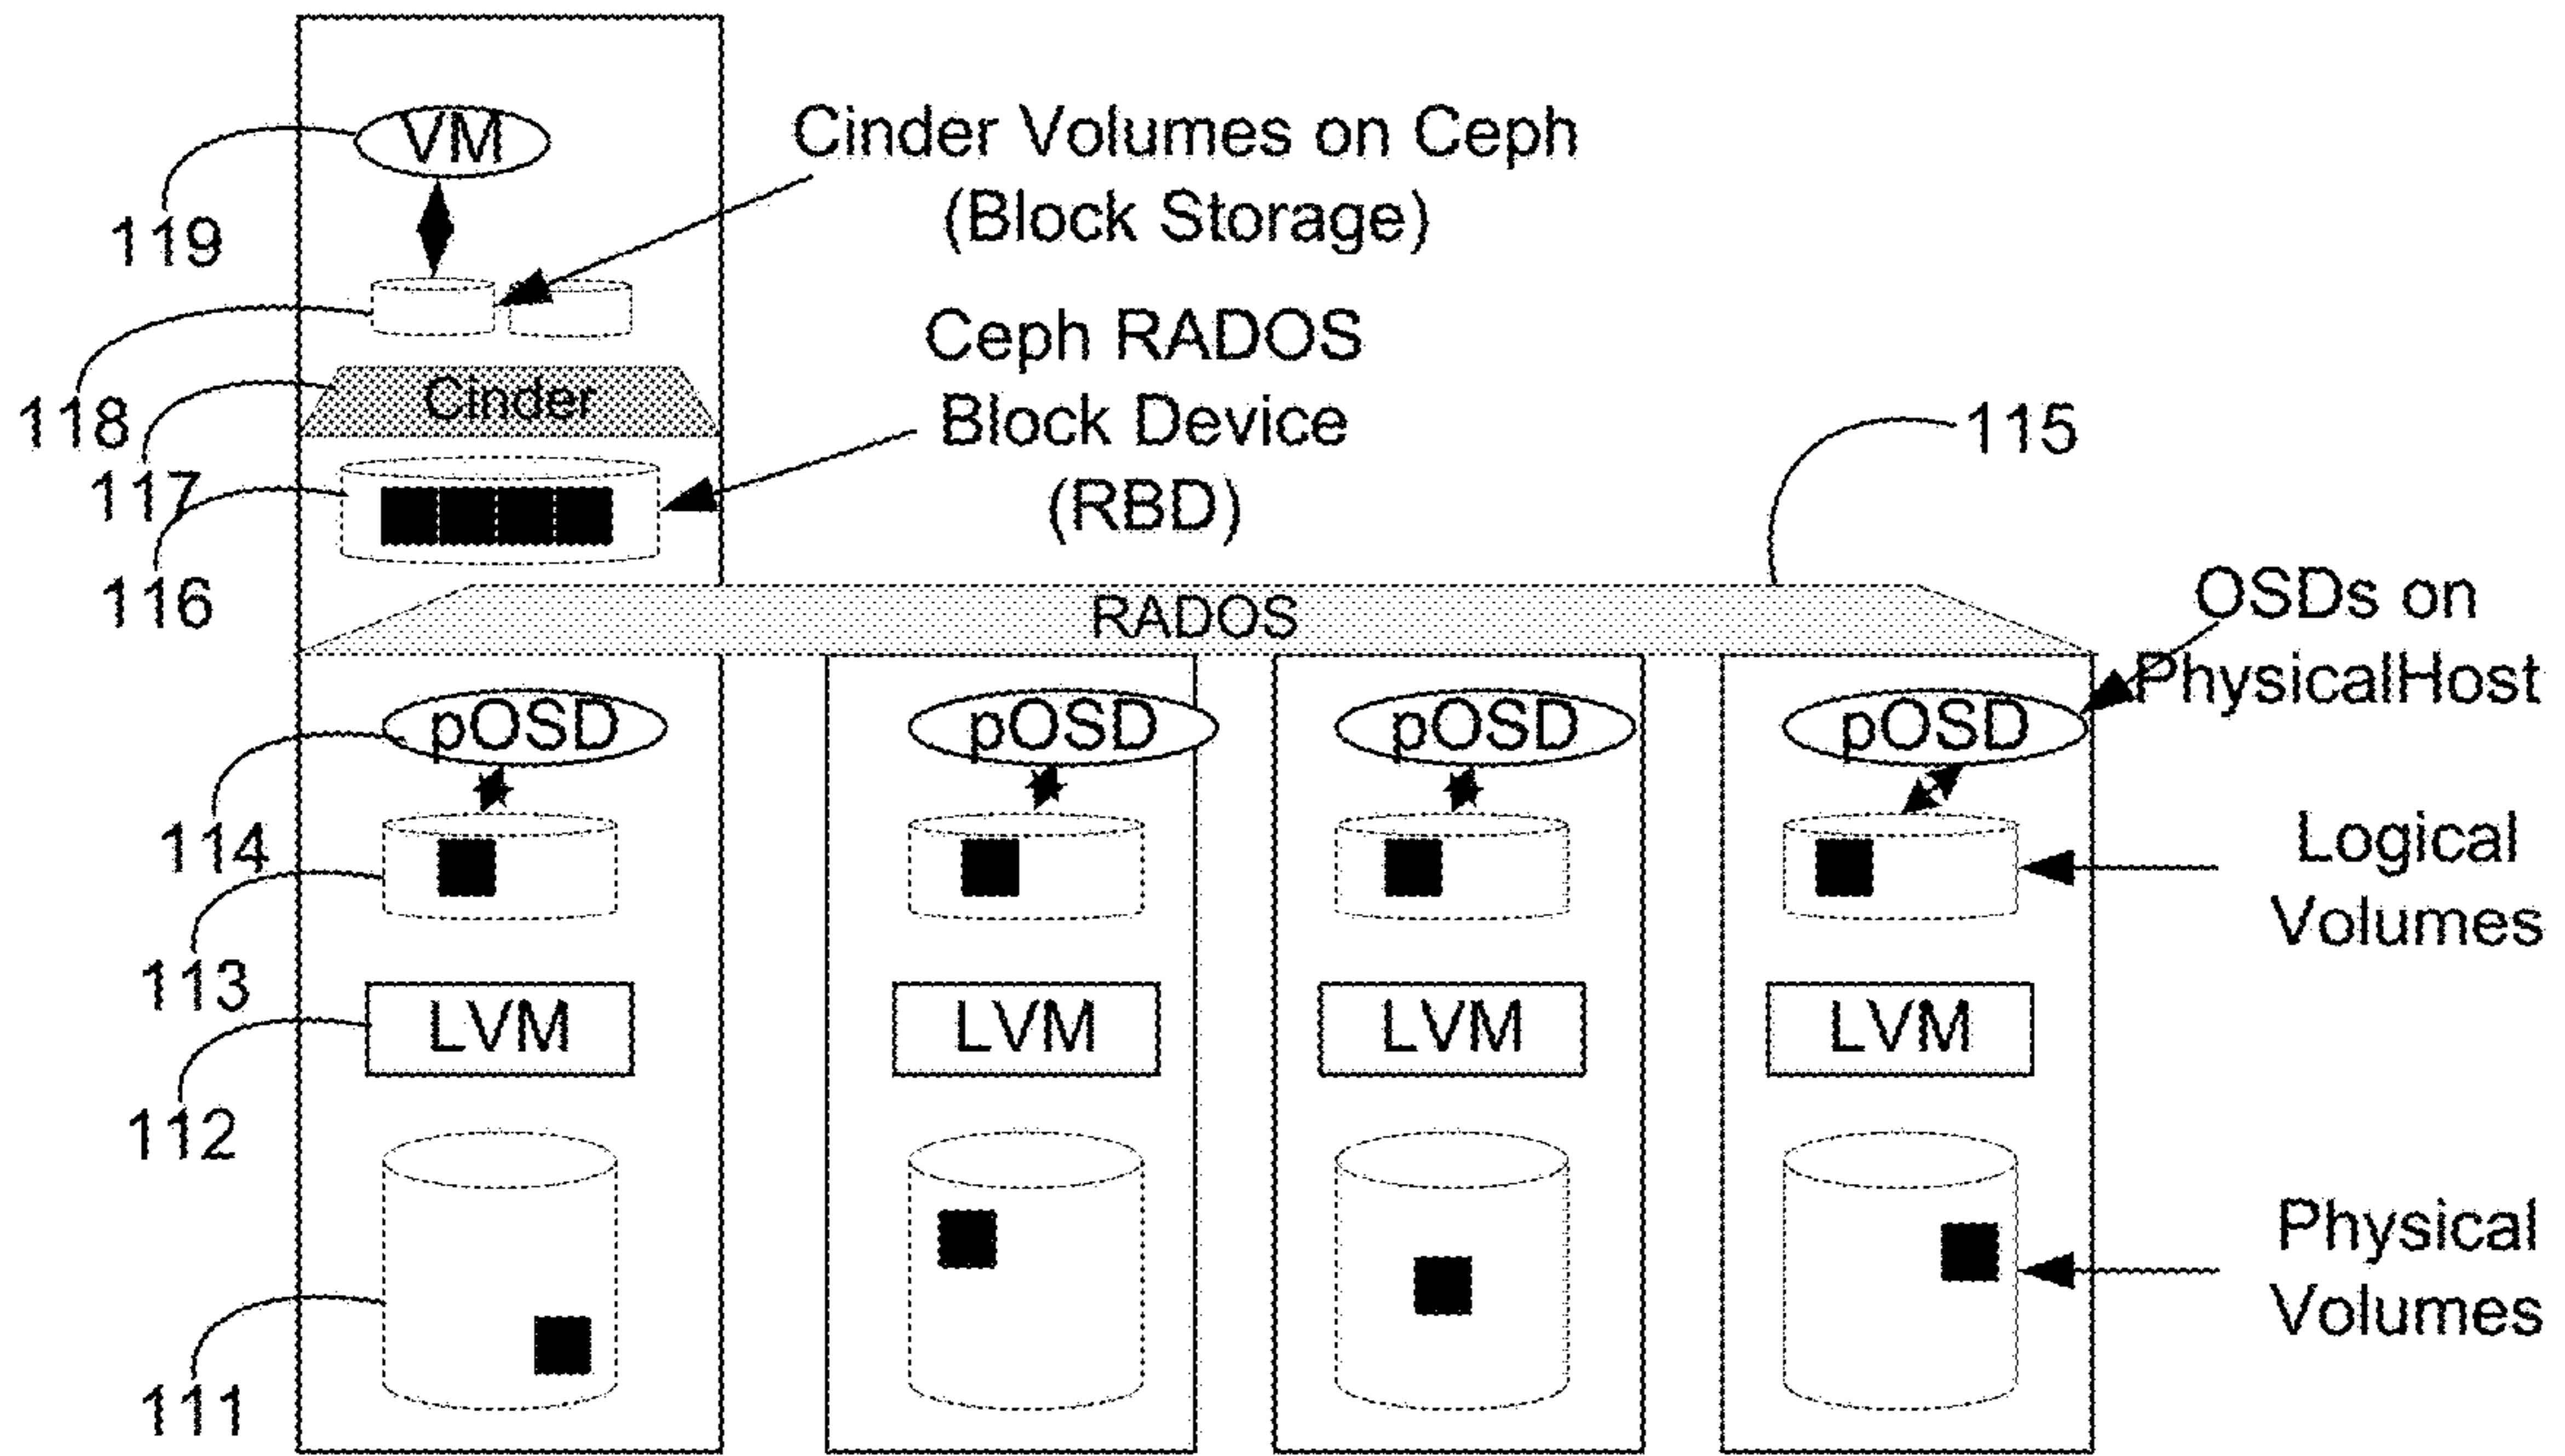 VM
Cinder Volumes on Ceph
(Block Storage)
119
Ceph RADOS
Block Device
(RBD)
118
Cinder
117
116
115
RADOS
OSDs on
PhysicalHost
pOSD
pOSD
pOSD
pOSD
114
Logical
Volumes
113
LVM
LVM
LVM
LVM
112
Physical
Volumes
111